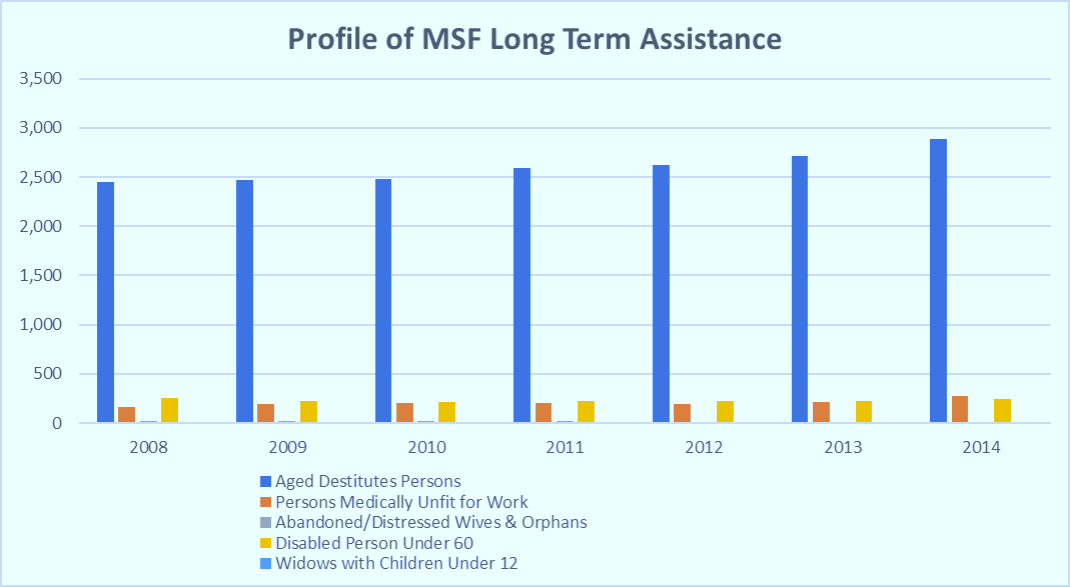 Profile of MSF Long Term Assistance
3,500
3,000
2,500
2,000
1,500
1,000
500
0
2008 2009 2010 2011 2012 2013 2014
Aged Destitutes Persons
Persons Medically Unfit for Work
Abandoned/Distressed Wives & Orphans
Disabled Person Under 60
Widows with Children Under 12